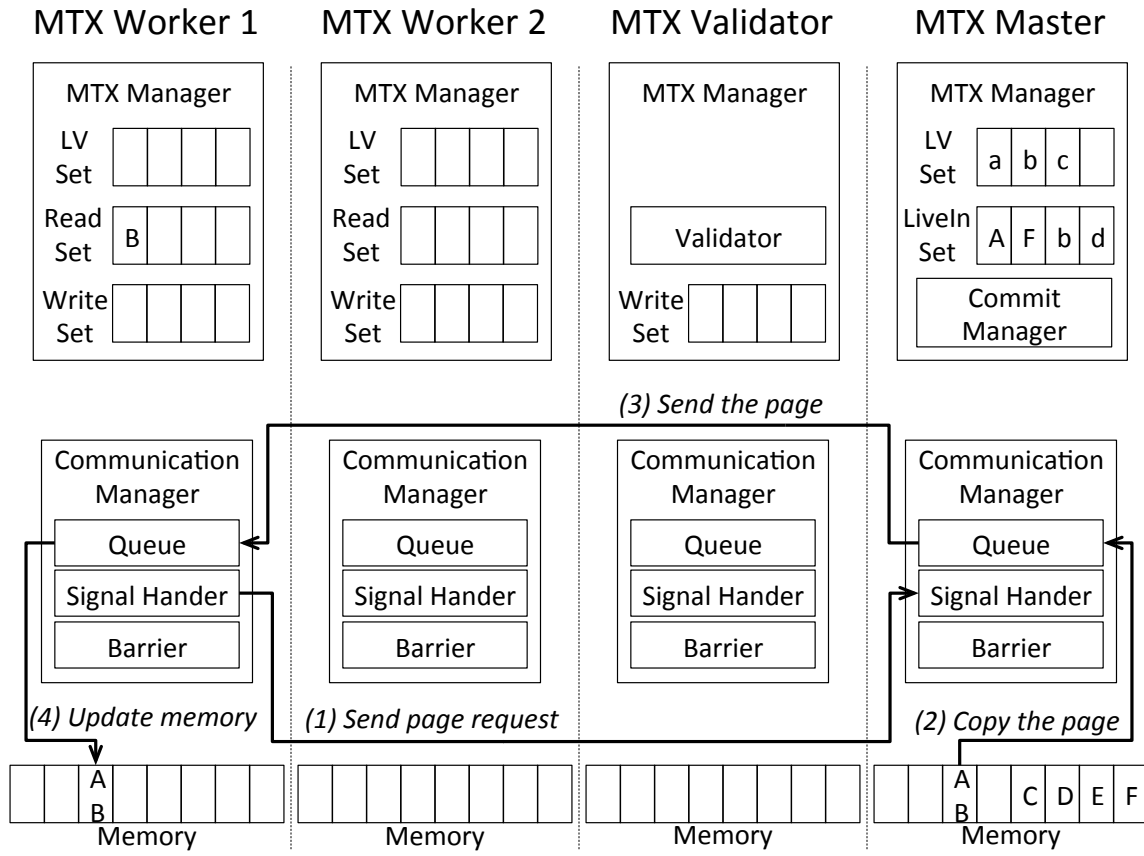 MTX Worker 1
MTX Worker 2
MTX Validator
MTX Master
MTX Manager
LV
Set
Read
Set
B
Write
Set
MTX Manager
LV
Set
Read
Set
Write
Set
MTX Manager
Validator
Write
Set
MTX Manager
LV
Set
a b c
LiveIn
Set
A F b d
Commit
Manager
(3) Send the page
Communication
Manager
Queue
Signal Hander
Barrier
Communication
Manager
Queue
Signal Hander
Barrier
Communication
Manager
Queue
Signal Hander
Barrier
Communication
Manager
Queue
Signal Hander
Barrier
(4) Update memory
(1) Send page request
(2) Copy the page
A
B
Memory
Memory
Memory
A
B
C D E F
Memory